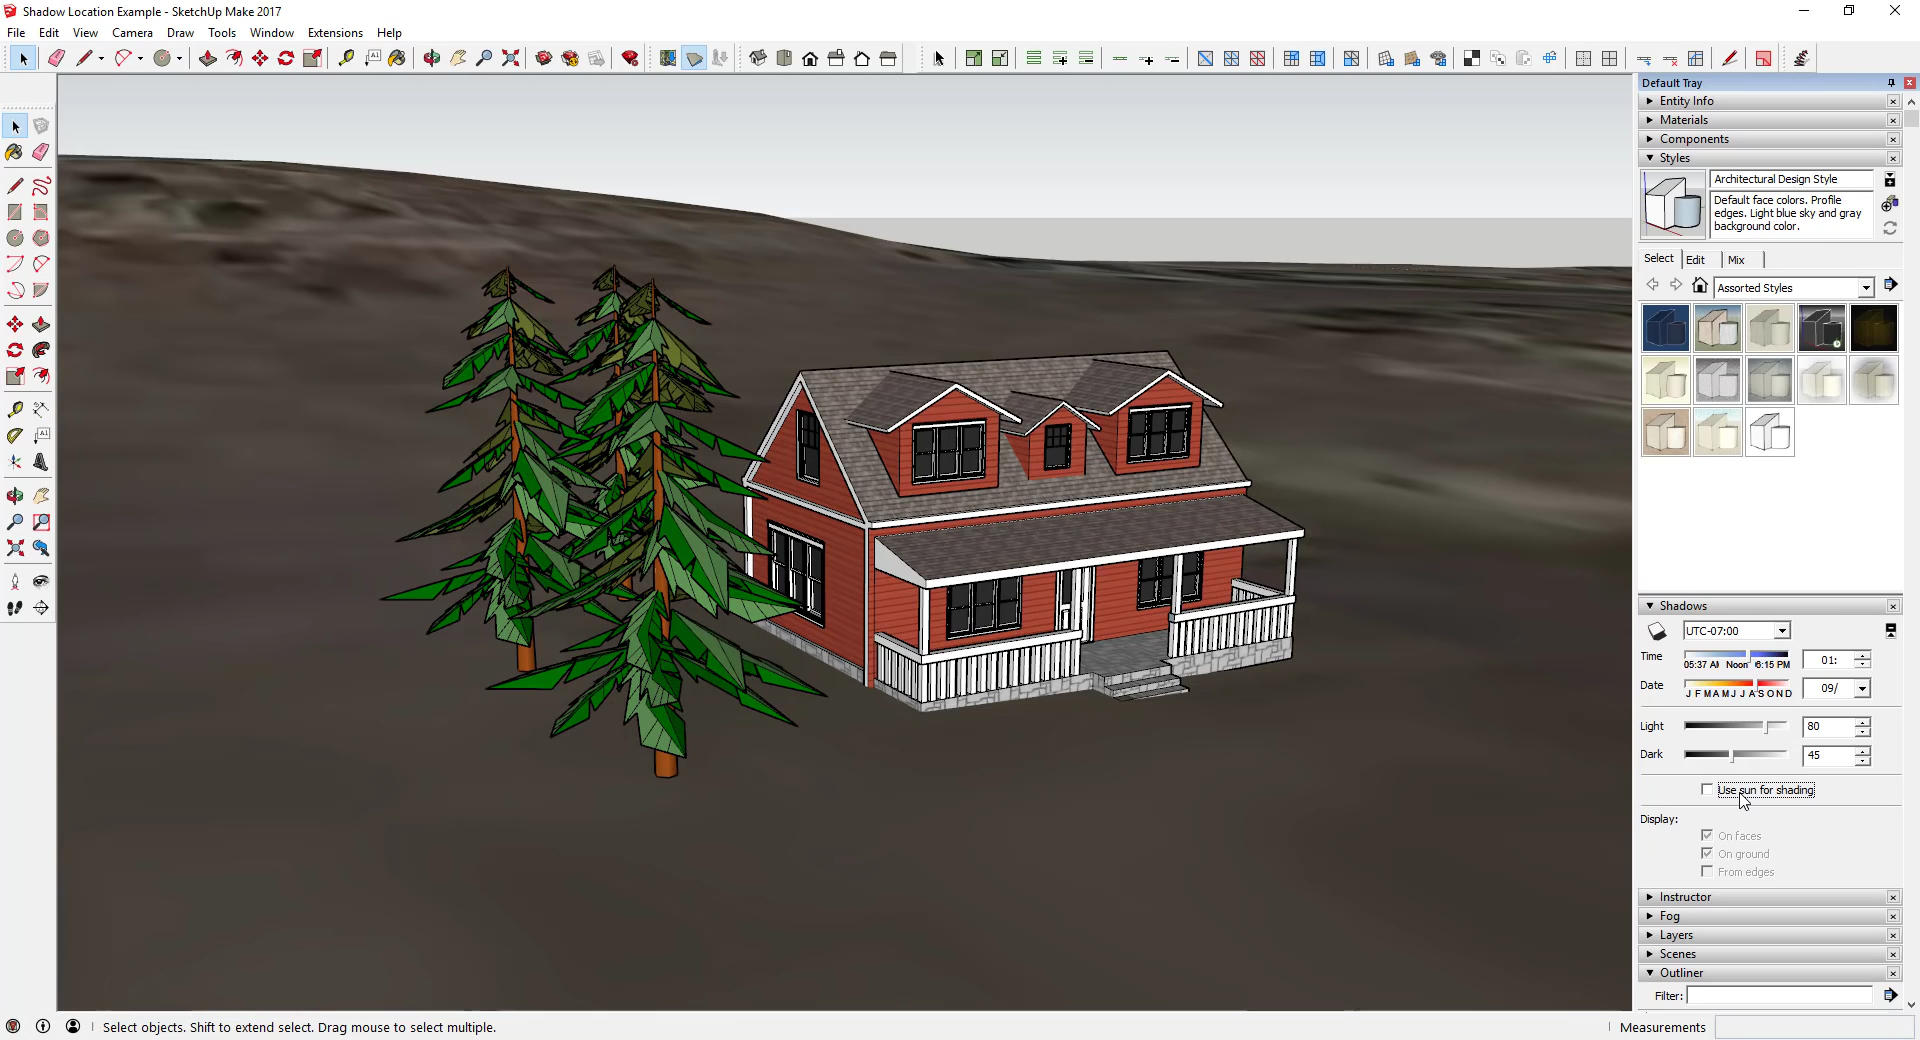 Shadow Location Example - SketchUp Make 2017
File Edit View Camera Draw Tools Window Extensions Help
Default Tray
Entity Info
Materials
Components
Styles
Architectural Design Style
Default face colors. Profile
edges. Light blue sky and gray
background color.
Select Edit Mix
Assorted Styles
Shadows
UTC-07:00
Time 05:37 AM Noon 6:15 PM 01:
Date J F M A M J J A S O N D 09/
Light 80
Dark 45
Use sun for shading
Display:
On faces
On ground
From edges
Instructor
Fog
Layers
Scenes
Outliner
Filter:
Select objects. Shift to extend select. Drag mouse to select multiple.
Measurements